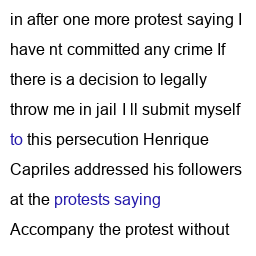 in after one more protest saying I
have nt committed any crime If
there is a decision to legally
throw me in jail I ll submit myself
to this persecution Henrique
Capriles addressed his followers
at the protests saying
Accompany the protest without